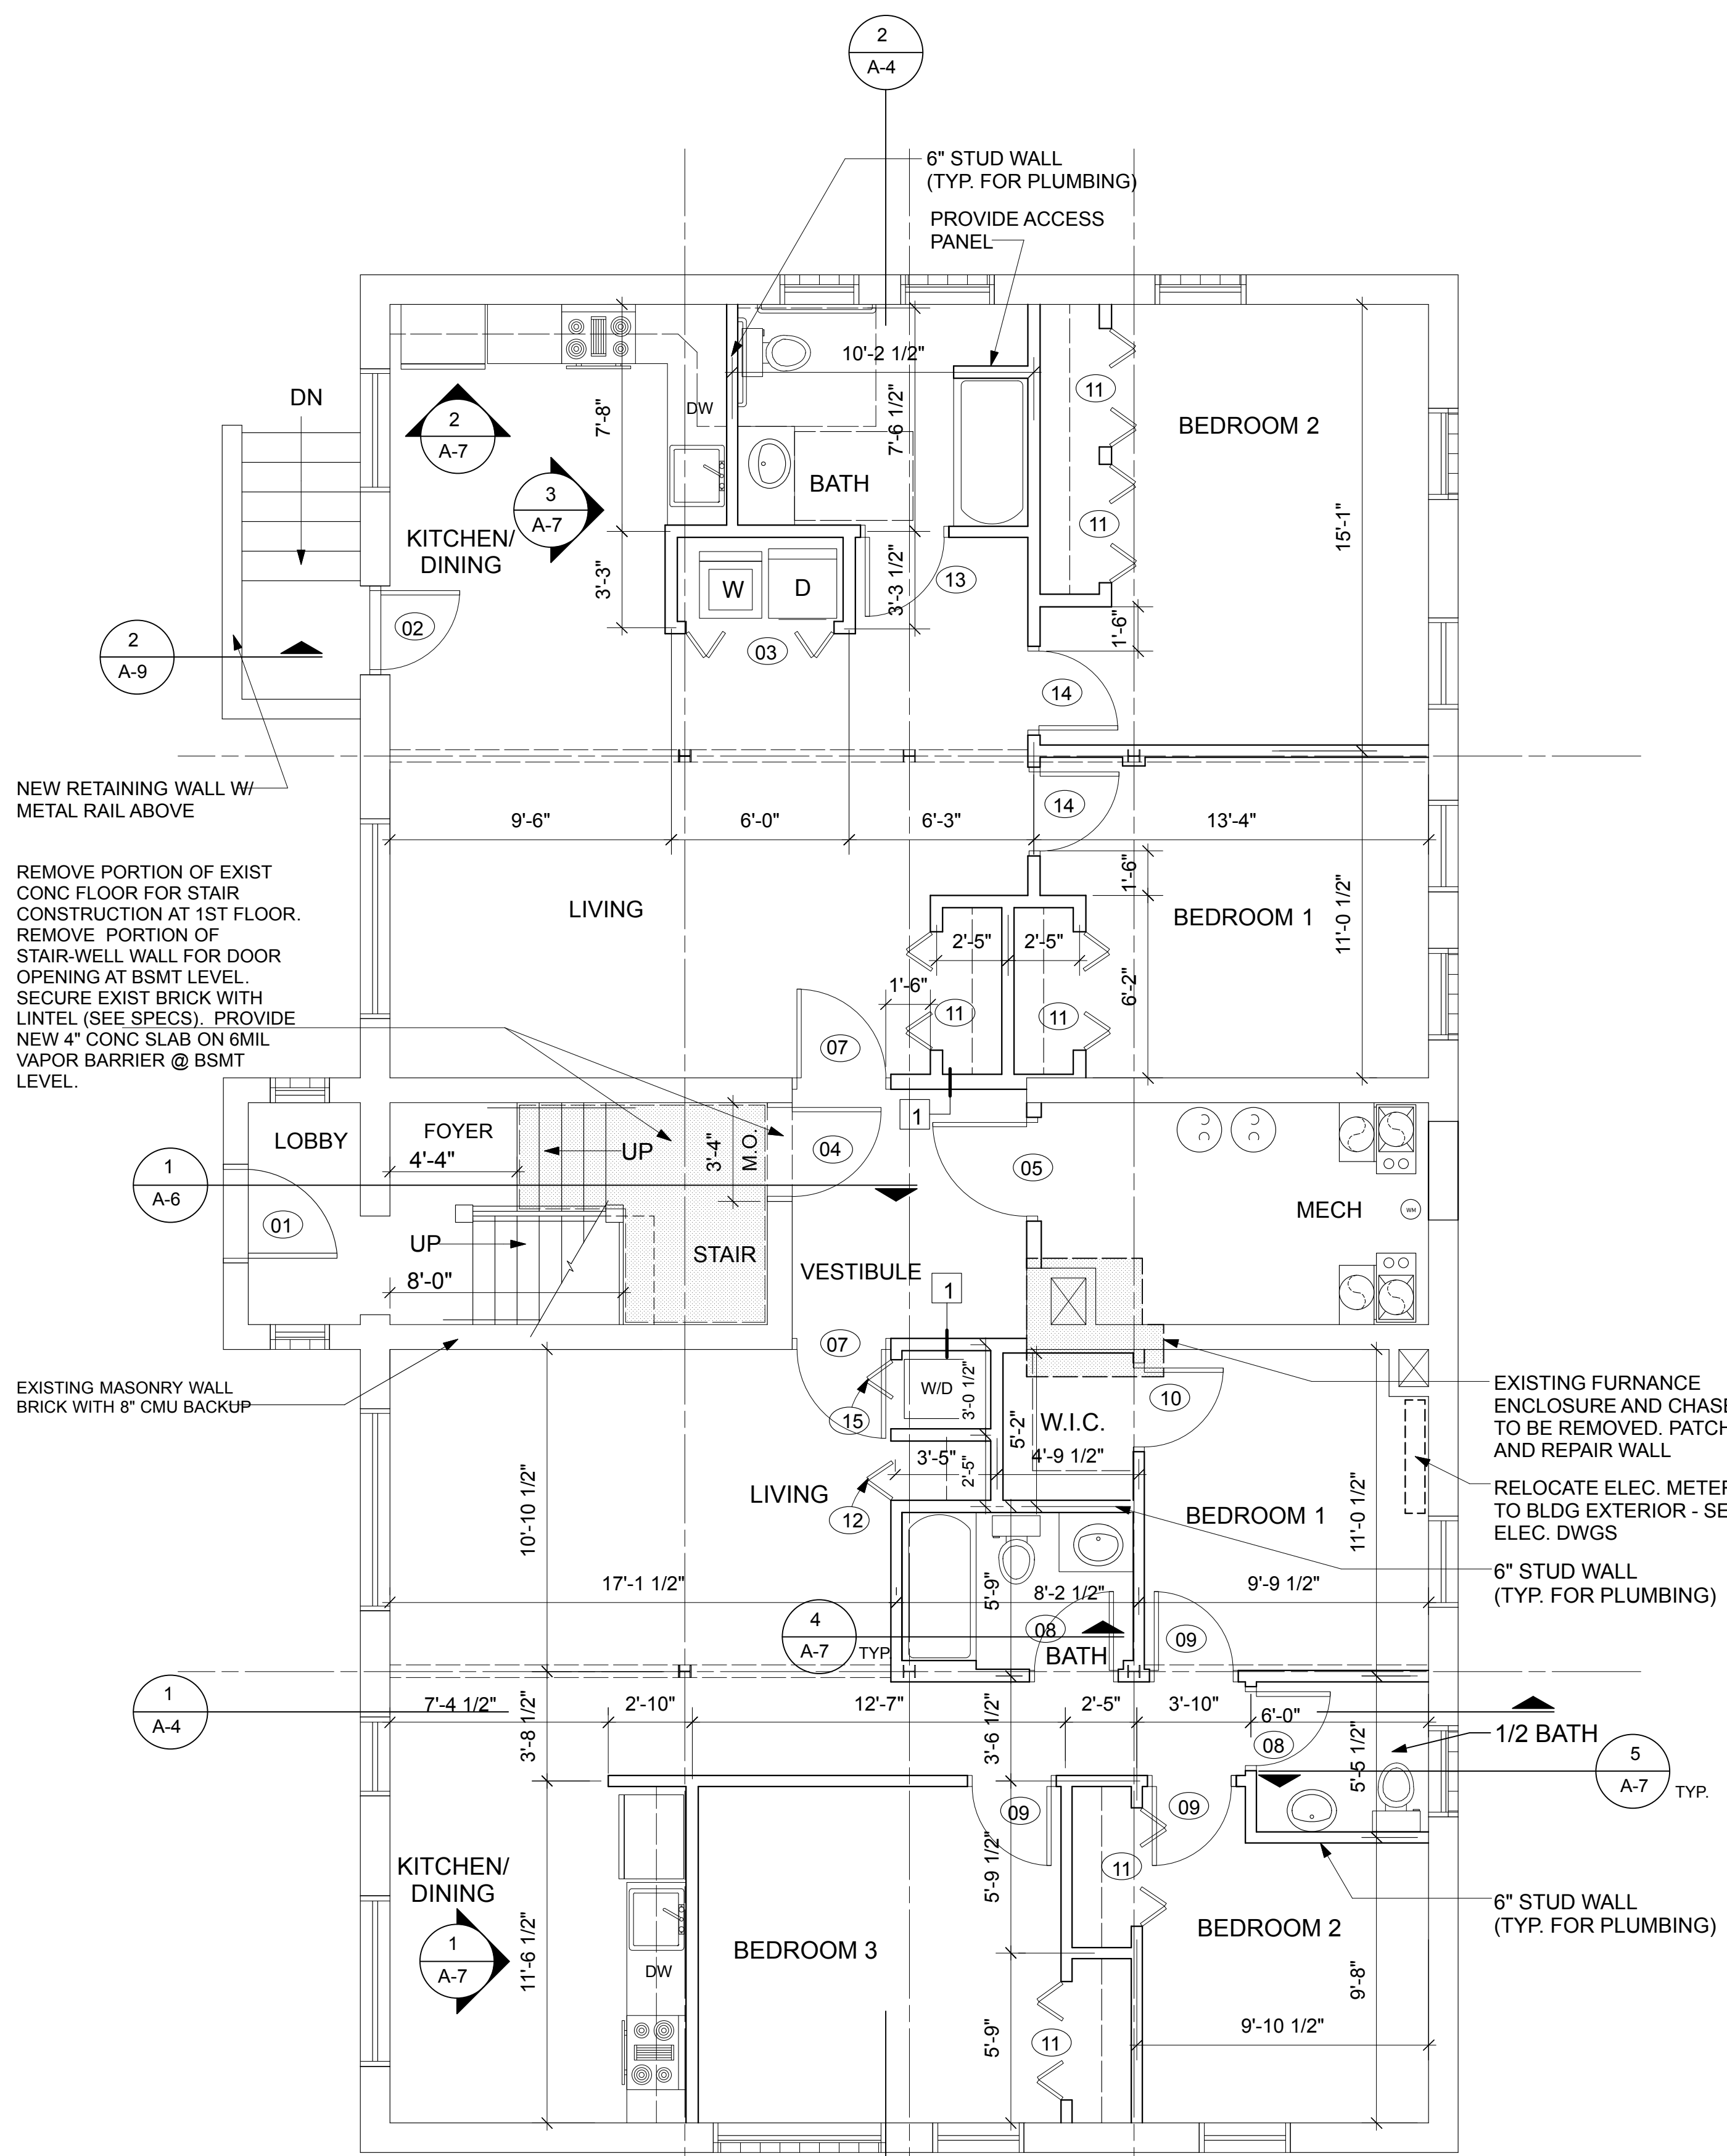 2
A-4
6" STUD WALL
(TYP. FOR PLUMBING)
PROVIDE ACCESS
PANEL
10'-2 1/2"
DN
DW
11
2
A-7
7'-8"
7'-6 1/2"
BEDROOM 2
3
A-7
BATH
11
15'-1"
KITCHEN/
DINING
3'-3"
W
D
3'-3 1/2"
13
02
03
1'-6"
2
A-9
14
NEW RETAINING WALL W/
METAL RAIL ABOVE
14
9'-6"
6'-0"
6'-3"
13'-4"
REMOVE PORTION OF EXIST
CONC FLOOR FOR STAIR
CONSTRUCTION AT 1ST FLOOR.
REMOVE PORTION OF
STAIR-WELL WALL FOR DOOR
OPENING AT BSMT LEVEL.
SECURE EXIST BRICK WITH
LINTEL (SEE SPECS). PROVIDE
NEW 4" CONC SLAB ON 6MIL
VAPOR BARRIER @ BSMT
LEVEL.
1'-6"
LIVING
BEDROOM 1
11'-0 1/2"
2'-5"
2'-5"
1'-6"
6'-2"
11
11
07
1
LOBBY
FOYER
4'-4"
UP
3'-4"
M.O.
04
05
1
A-6
01
MECH
WM
UP
STAIR
8'-0"
VESTIBULE
1
07
EXISTING MASONRY WALL
BRICK WITH 8" CMU BACKUP
W/D
3'-0 1/2"
10
EXISTING FURNANCE
ENCLOSURE AND CHASE
TO BE REMOVED. PATCH
AND REPAIR WALL
15
5'-2"
W.I.C.
3'-5"
2'-5"
4'-9 1/2"
10'-10 1/2"
LIVING
12
BEDROOM 1
11'-0 1/2"
RELOCATE ELEC. METER
TO BLDG EXTERIOR - SE
ELEC. DWGS
6" STUD WALL
(TYP. FOR PLUMBING)
17'-1 1/2"
5'-9"
8'-2 1/2"
9'-9 1/2"
4
A-7
TYP.
08
BATH
09
1
A-4
7'-4 1/2"
3'-8 1/2"
2'-10"
12'-7"
3'-6 1/2"
2'-5"
3'-10"
6'-0"
08
5'-5 1/2"
1/2 BATH
5
A-7
TYP.
09
09
KITCHEN/
DINING
5'-9 1/2"
11
6" STUD WALL
(TYP. FOR PLUMBING)
1
A-7
11'-6 1/2"
DW
BEDROOM 3
BEDROOM 2
9'-8"
5'-9"
11
9'-10 1/2"